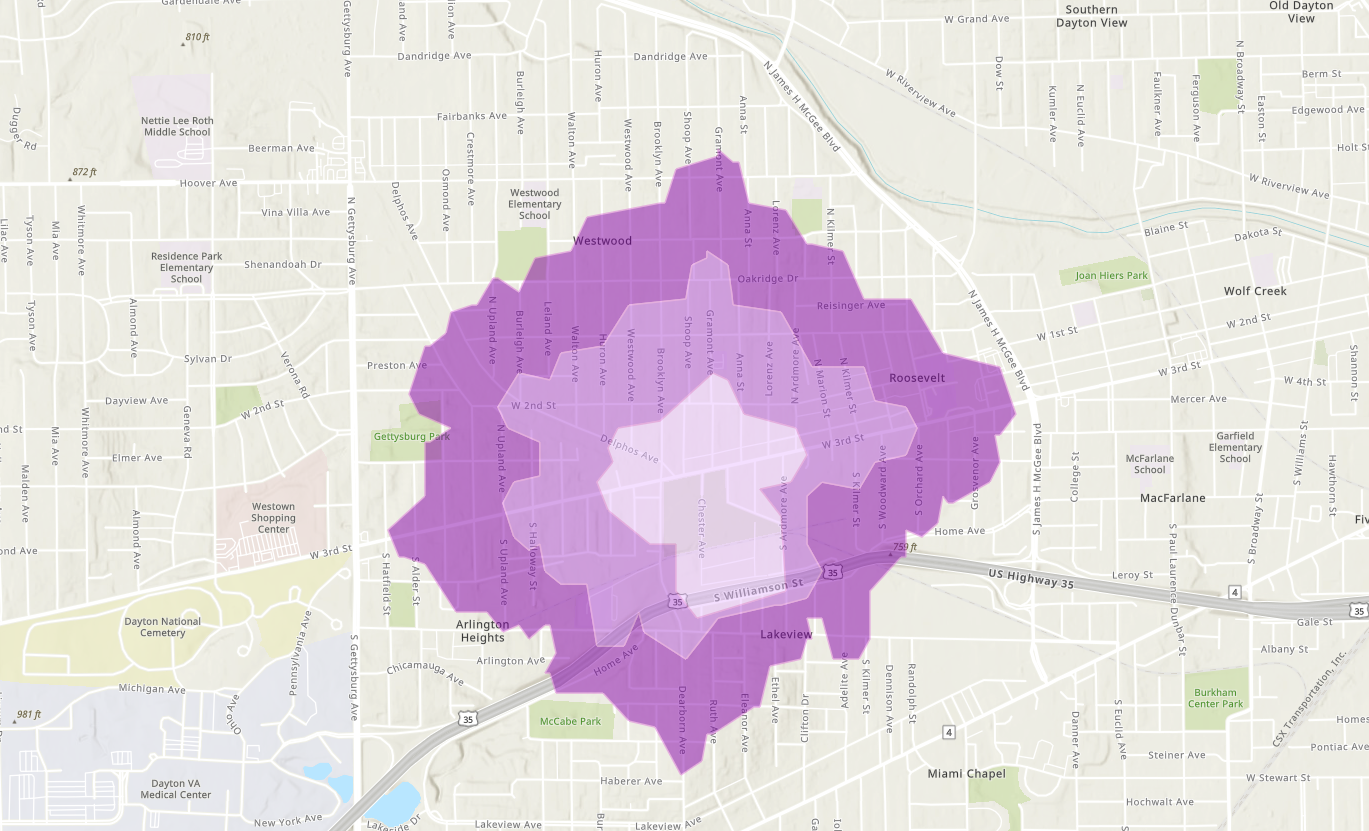 Gardendale Ave
810 ft
Gettysburg Ave
Dandridge Ave
Dandridge Ave
Huron Ave
Burleigh Ave
N James H McGee Blvd
W Grand Ave
Southern
Dayton View
Old Dayton
View
Dow St
W Riverview Ave
Kumler Ave
N Euclid Ave
Faulkner Ave
Ferguson Ave
N Broadway St
Easton St
Berm St
Edgewood Ave
Holt St
Dugger Rd
Nettie Lee Roth
Middle School
Beerman Ave
Fairbanks Ave
Crestmore Ave
Walton Ave
Westwood Ave
Brooklyn Ave
Shoop Ave
Gramont Ave
Anna St
872 ft
Hoover Ave
Osmond Ave
Delphos Ave
Westwood
Elementary
School
W Riverview Ave
Lilac Ave
Tyson Ave
Mia Ave
Whitmore Ave
Vina Villa Ave
N Gettysburg Ave
Westwood
Anna St
Lorenz Ave
N Kilmer St
Blaine St
Dakota St
Residence Park
Elementary
School
Shenandoah Dr
Oakridge Dr
Joan Hiers Park
Wolf Creek
Tyson Ave
Almond Ave
N Upland Ave
Burleigh Ave
Leland Ave
Walton Ave
Huron Ave
Westwood Ave
Brooklyn Ave
Shoop Ave
Gramont Ave
Anna St
Lorenz Ave
N Ardmore Ave
N Marion St
N Kilmer St
Reisinger Ave
N James H McGee Blvd
W 1st St
W 2nd St
W 3rd St
Shannon St
W 4th St
Sylvan Dr
Verona Rd
Preston Ave
Roosevelt
Dayview Ave
W 2nd St
Geneva Rd
W 2nd St
Mercer Ave
nd St
Mia Ave
Whitmore Ave
Gettysburg Park
Delphos Ave
W 3rd St
Garfield
Elementary
School
Elmer Ave
Malden Ave
N Upland Ave
McFarlane
School
S Williams St
Hawthorn St
College St
James H McGee Blvd
S James H McGee Blvd
MacFarlane
Westown
Shopping
Center
Almond Ave
Chester Ave
S Ardmore Ave
S Kilmer St
S Woodward Ave
S Orchard Ave
Grosvenor Ave
Home Ave
S Broadway St
ond Ave
W 3rd St
S Hatfield St
S Alder St
S Upland Ave
S Halloway St
759 ft
35
35
S Williamson St
US Highway 35
Leroy St
S Paul Laurence Dunbar St
4
35
Gale St
Dayton National
Cemetery
Pennsylvania Ave
S Gettysburg Ave
Arlington
Heights
Lakeview
Albany St
Chicamauga Ave
Arlington Ave
Home Ave
Michigan Ave
Ohio Ave
981 ft
35
McCabe Park
Dearborn Ave
Ruth Ave
Eleanor Ave
Ethel Ave
Clifton Dr
Adelite Ave
S Kilmer St
Dennison Ave
Randolph St
4
Burkham
Center Park
S Euclid Ave
Danner Ave
CSX Transportation, Inc.
Homes
Pontiac Ave
Steiner Ave
Dayton VA
Medical Center
Haberer Ave
Miami Chapel
W Stewart St
Hochwalt Ave
New York Ave
Lakeside Dr
Lakeview Ave
Lakeview Ave